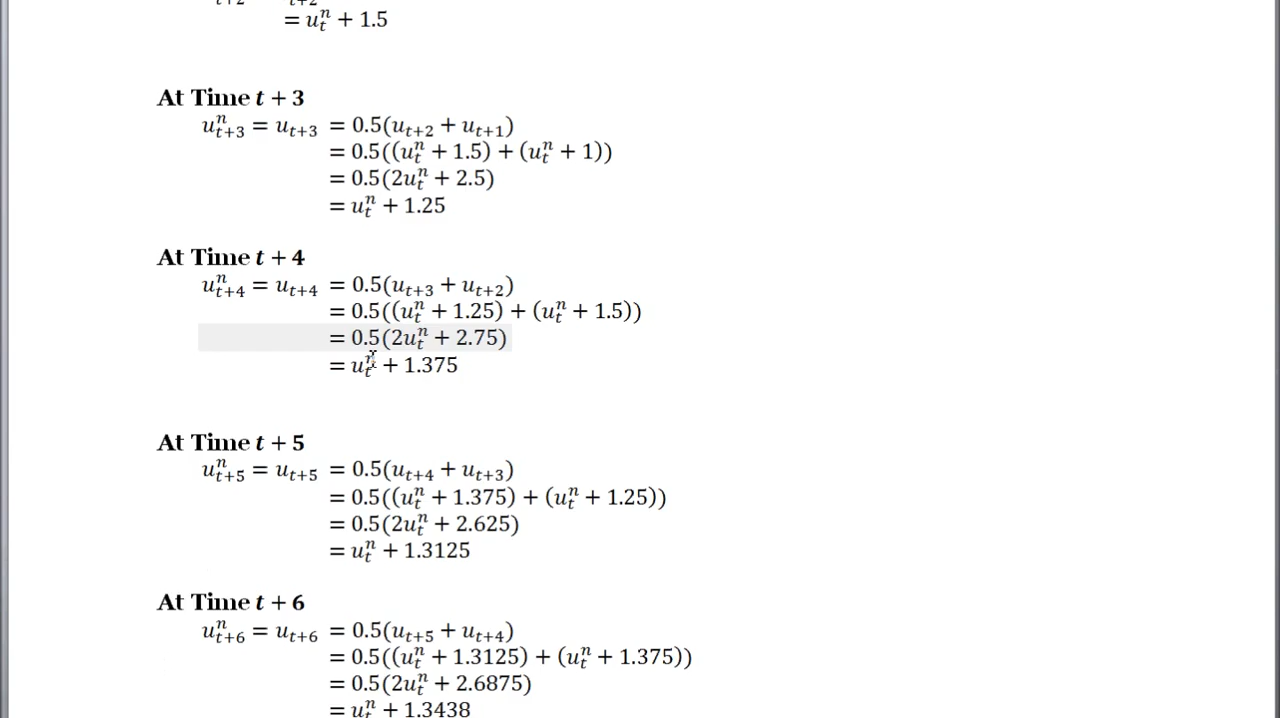 = u_t^n + 1.5
At Time t + 3
u_{t+3}^n = u_{t+3} = 0.5(u_{t+2} + u_{t+1})
= 0.5((u_t^n + 1.5) + (u_t^n + 1))
= 0.5(2u_t^n + 2.5)
= u_t^n + 1.25
At Time t + 4
u_{t+4}^n = u_{t+4} = 0.5(u_{t+3} + u_{t+2})
= 0.5((u_t^n + 1.25) + (u_t^n + 1.5))
= 0.5(2u_t^n + 2.75)
= u_t^n + 1.375
At Time t + 5
u_{t+5}^n = u_{t+5} = 0.5(u_{t+4} + u_{t+3})
= 0.5((u_t^n + 1.375) + (u_t^n + 1.25))
= 0.5(2u_t^n + 2.625)
= u_t^n + 1.3125
At Time t + 6
u_{t+6}^n = u_{t+6} = 0.5(u_{t+5} + u_{t+4})
= 0.5((u_t^n + 1.3125) + (u_t^n + 1.375))
= 0.5(2u_t^n + 2.6875)
= u_t^n + 1.3438